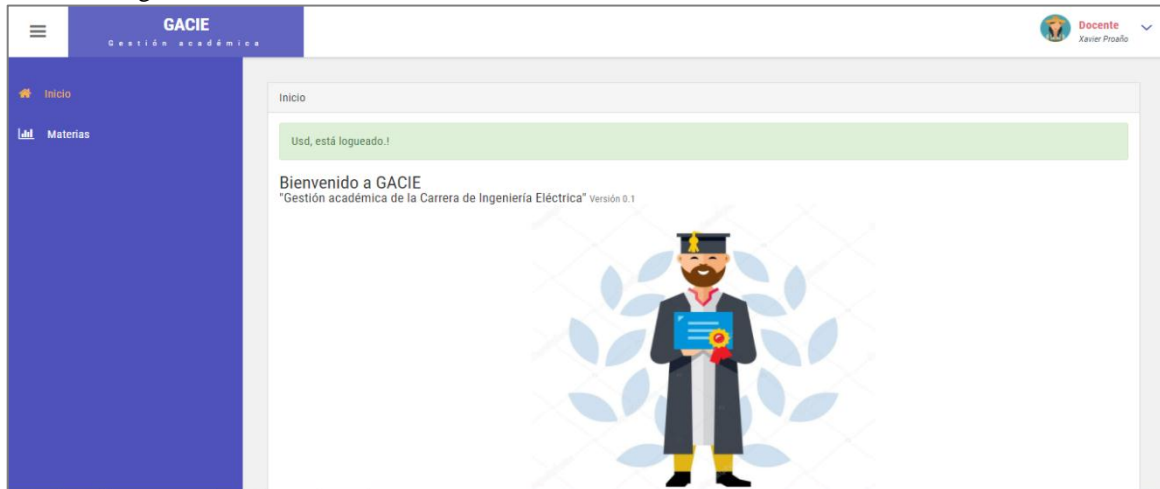 GACIE
Gestión académica
Docente
Xavier Proaño
Inicio
Materias
Inicio
Usd, está logueado.!
Bienvenido a GACIE
"Gestión académica de la Carrera de Ingeniería Eléctrica" Versión 0.1